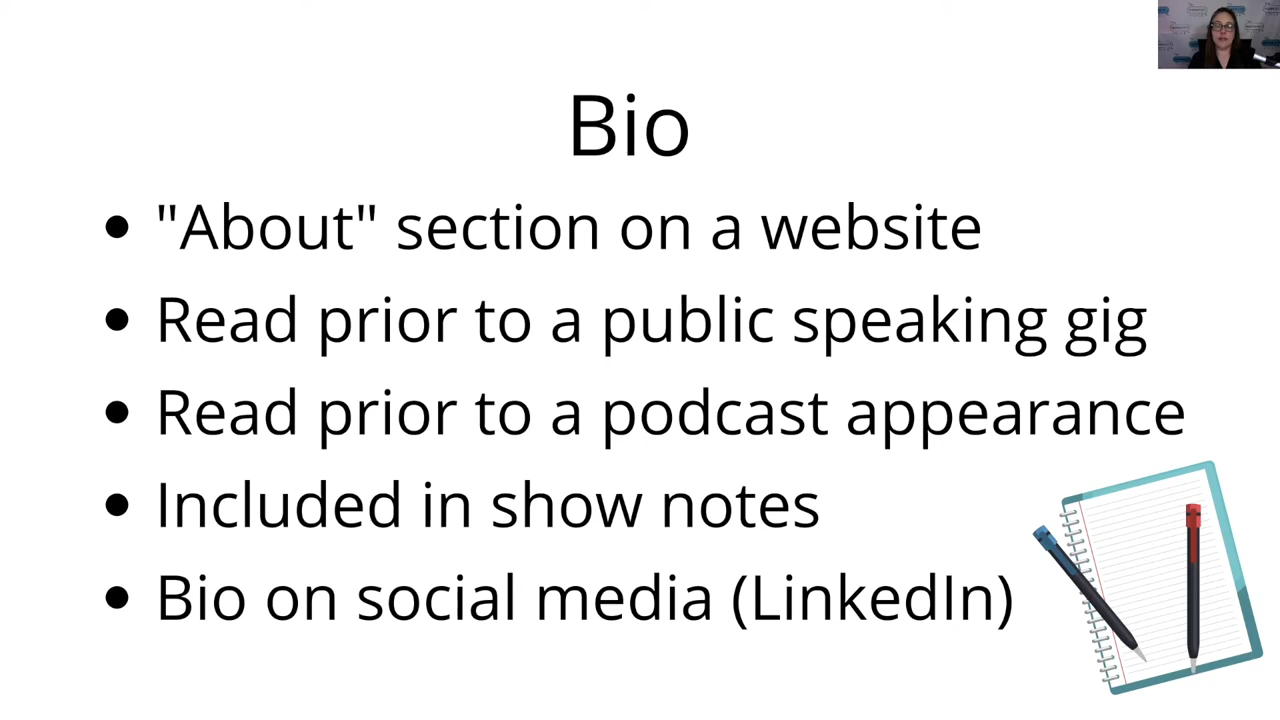 Bio
• "About" section on a website
• Read prior to a public speaking gig
• Read prior to a podcast appearance
• Included in show notes
• Bio on social media (LinkedIn)